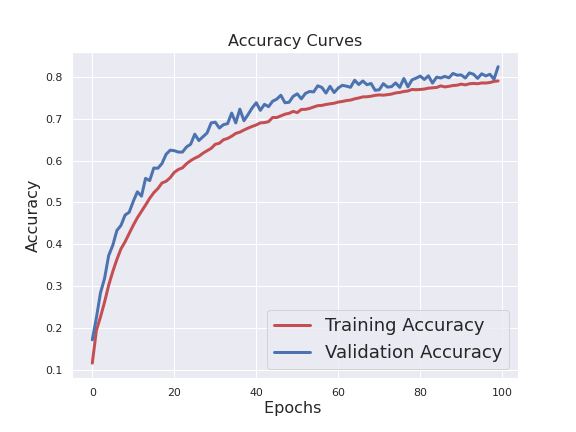 Accuracy Curves
0.8
0.7
0.6
0.5
0.4
0.3
0.2
0.1
Accuracy
0 20 40 60 80 100
Epochs
Training Accuracy
Validation Accuracy